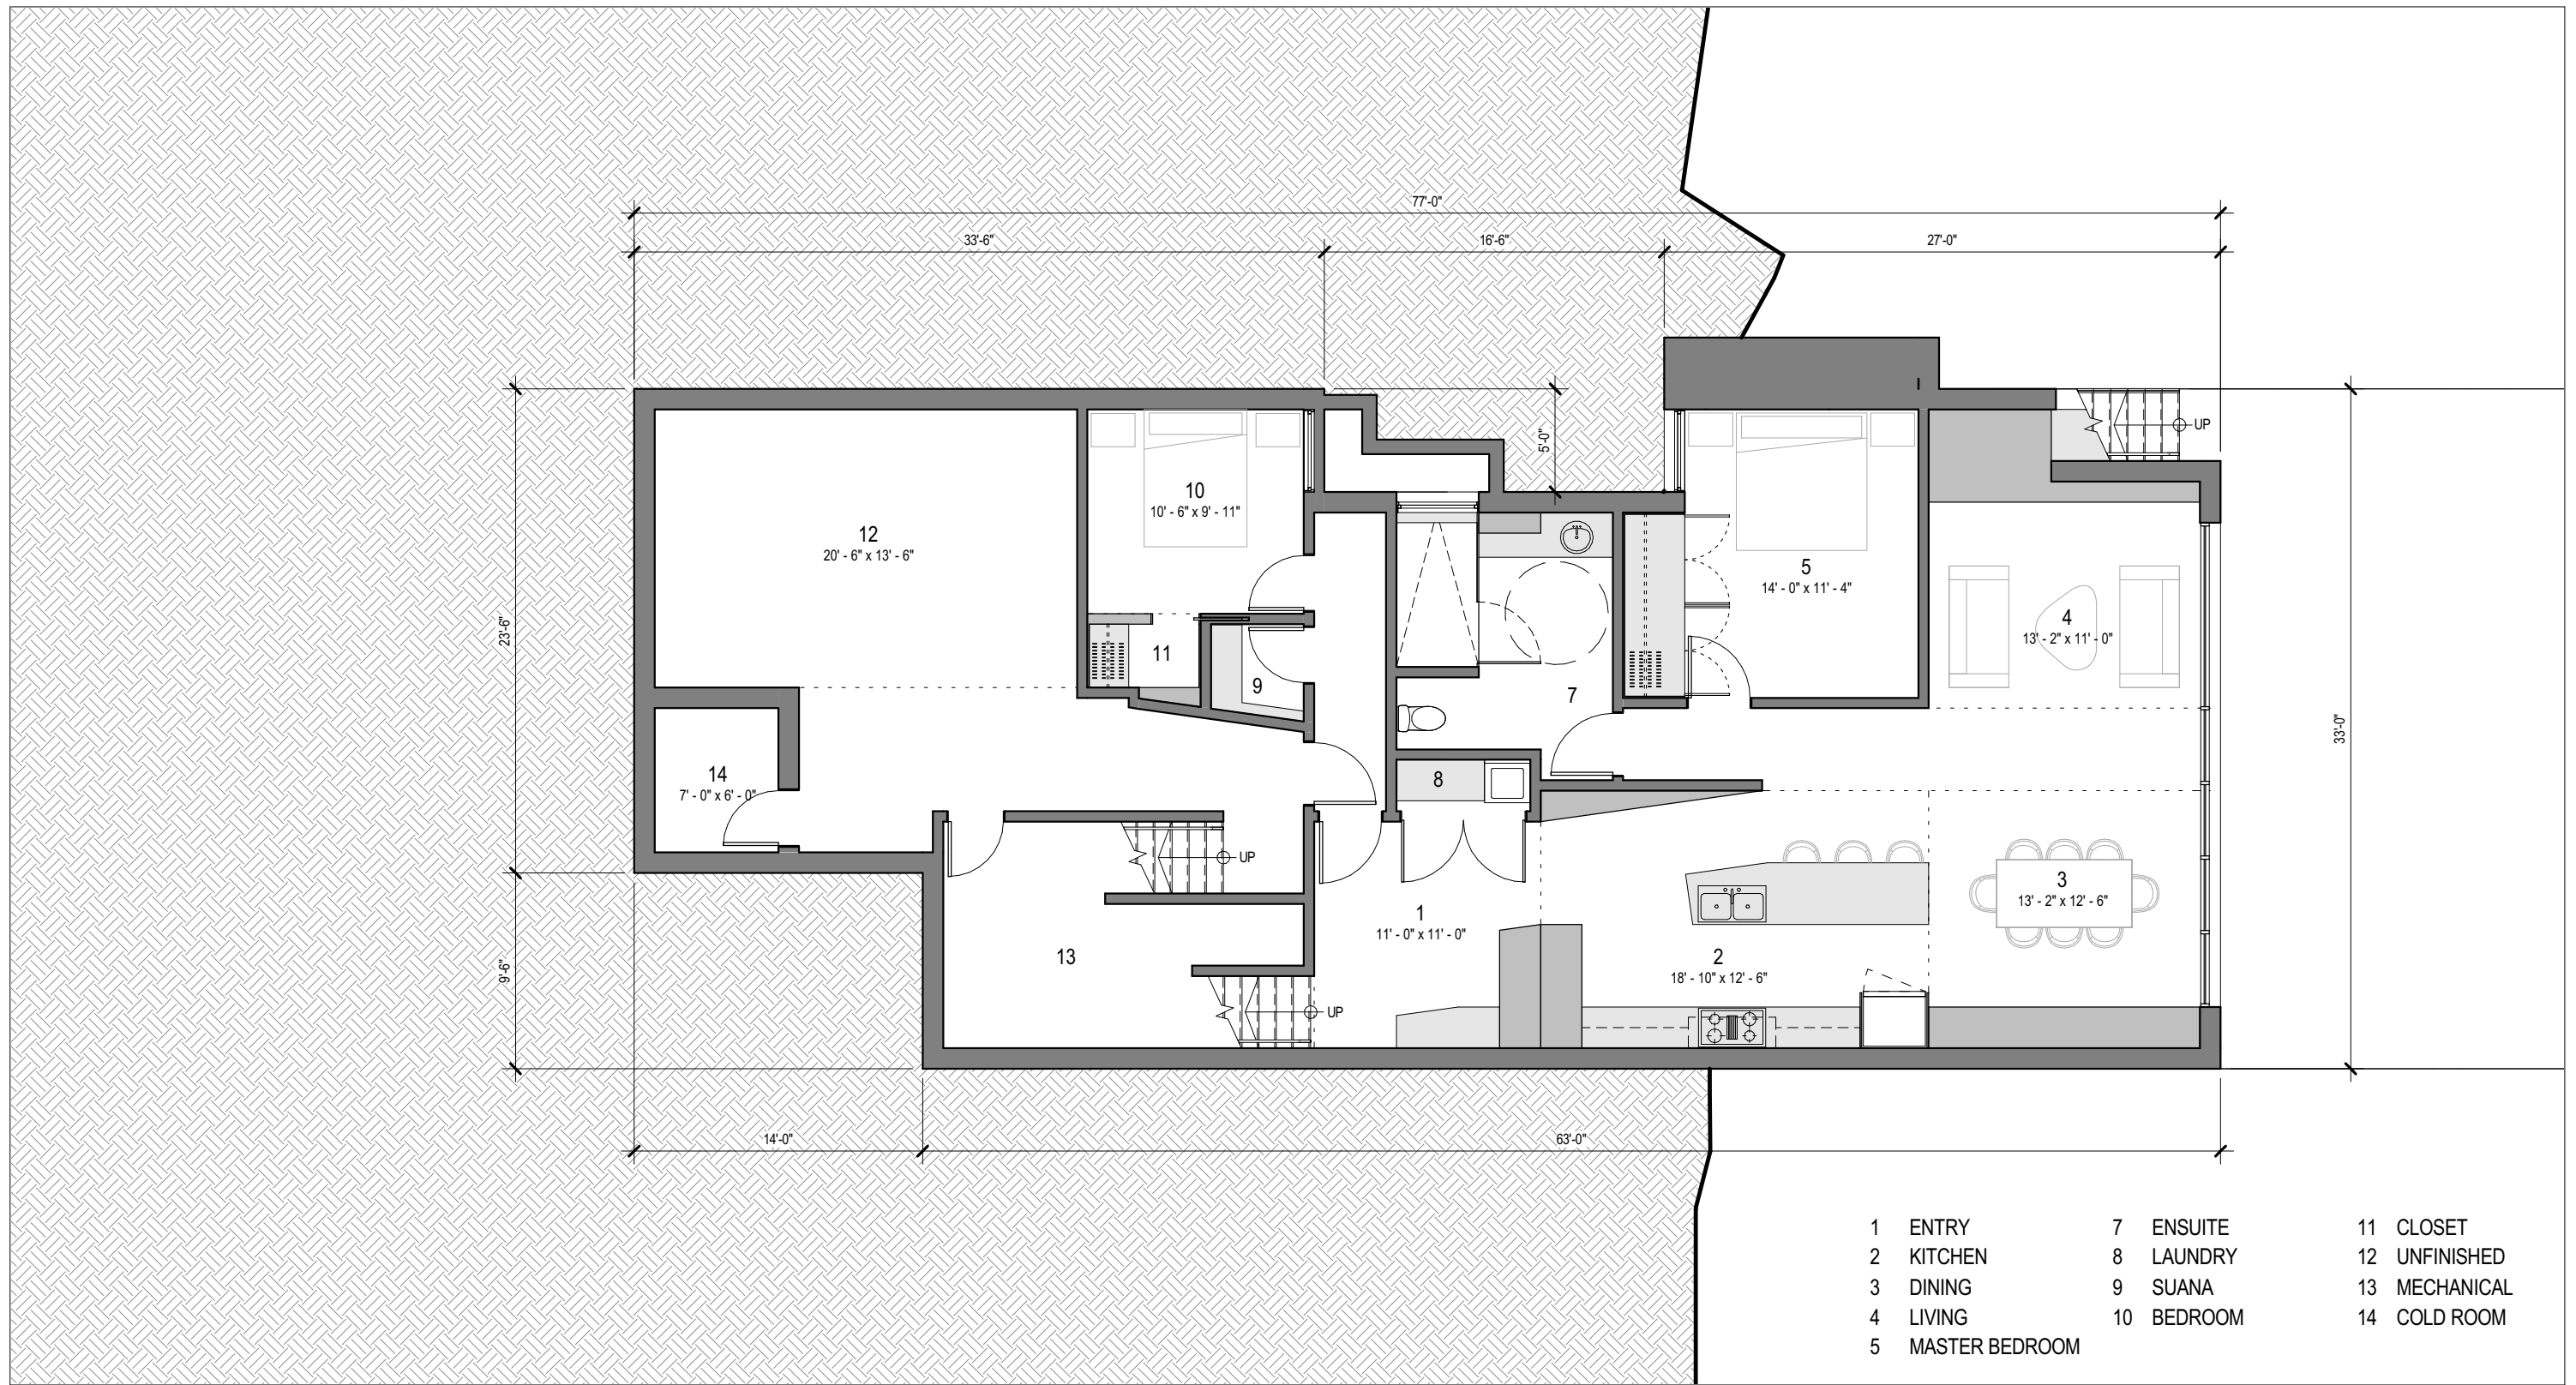 77'-0"
33'-6"
16'-6"
27'-0"
5'-0"
UP
10
10' - 6" x 9' - 11"
12
20' - 6" x 13' - 6"
5
14' - 0" x 11' - 4"
4
13' - 2" x 11' - 0"
23'-6"
11
9
7
33'-0"
14
7' - 0" x 6' - 0"
8
UP
3
13' - 2" x 12' - 6"
1
11' - 0" x 11' - 0"
2
18' - 10" x 12' - 6"
13
9'-6"
UP
14'-0"
63'-0"
1 ENTRY
2 KITCHEN
3 DINING
4 LIVING
5 MASTER BEDROOM
7 ENSUITE
8 LAUNDRY
9 SUANA
10 BEDROOM
11 CLOSET
12 UNFINISHED
13 MECHANICAL
14 COLD ROOM